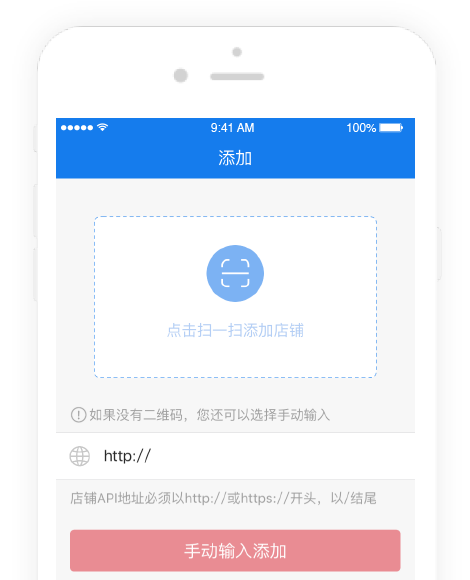 9:41 AM 100%
添加
点击扫一扫添加店铺
如果没有二维码，您还可以选择手动输入
http://
店铺API地址必须以http://或https://开头，以/结尾
手动输入添加